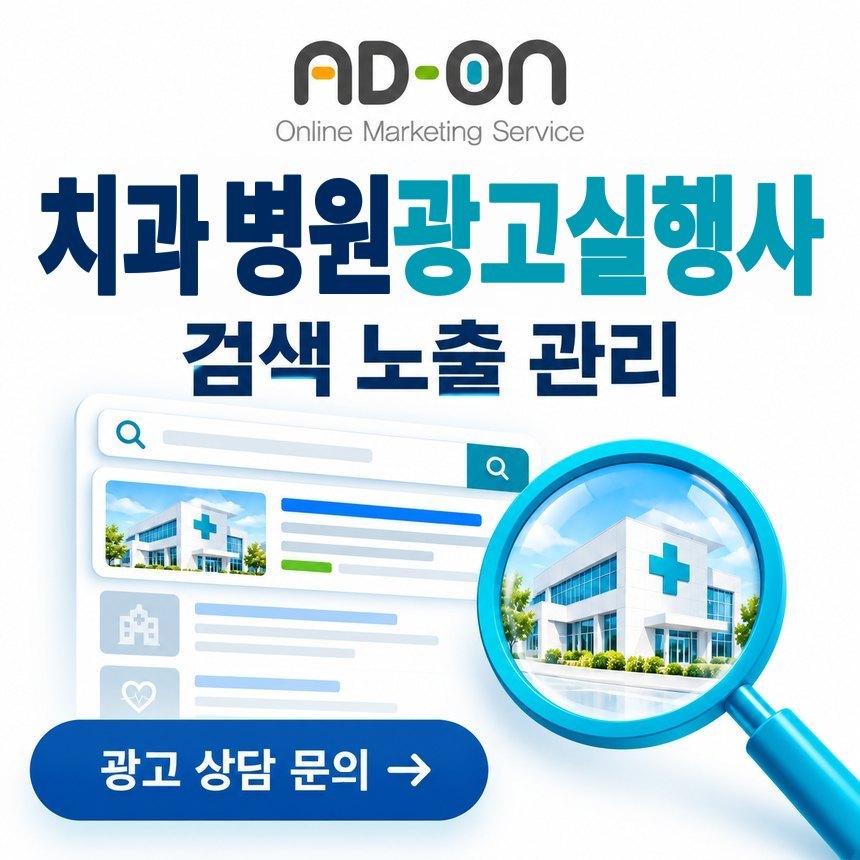 AD-ON
Online Marketing Service
치과 병원광고실행사
검색 노출 관리
광고 상담 문의 →